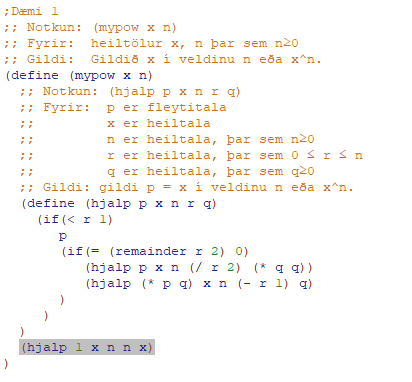 ;Dæmi 1
;; Notkun: (mypow x n)
;; Fyrir:  heiltölur x, n þar sem n≥0
;; Gildi:  Gildið x í veldinu n eða x^n.
(define (mypow x n)
  ;; Notkun: (hjalp p x n r q)
  ;; Fyrir:  p er fleytitala
  ;;         x er heiltala
  ;;         n er heiltala, þar sem n≥0
  ;;         r er heiltala, þar sem 0 ≤ r ≤ n
  ;;         q er heiltala, þar sem q≥0
  ;; Gildi: gildi p = x í veldinu n eða x^n.
  (define (hjalp p x n r q)
    (if(< r 1)
       p
       (if(= (remainder r 2) 0)
          (hjalp p x n (/ r 2) (* q q))
          (hjalp (* p q) x n (- r 1) q)
       )
     )
  )
  (hjalp 1 x n n x)
)